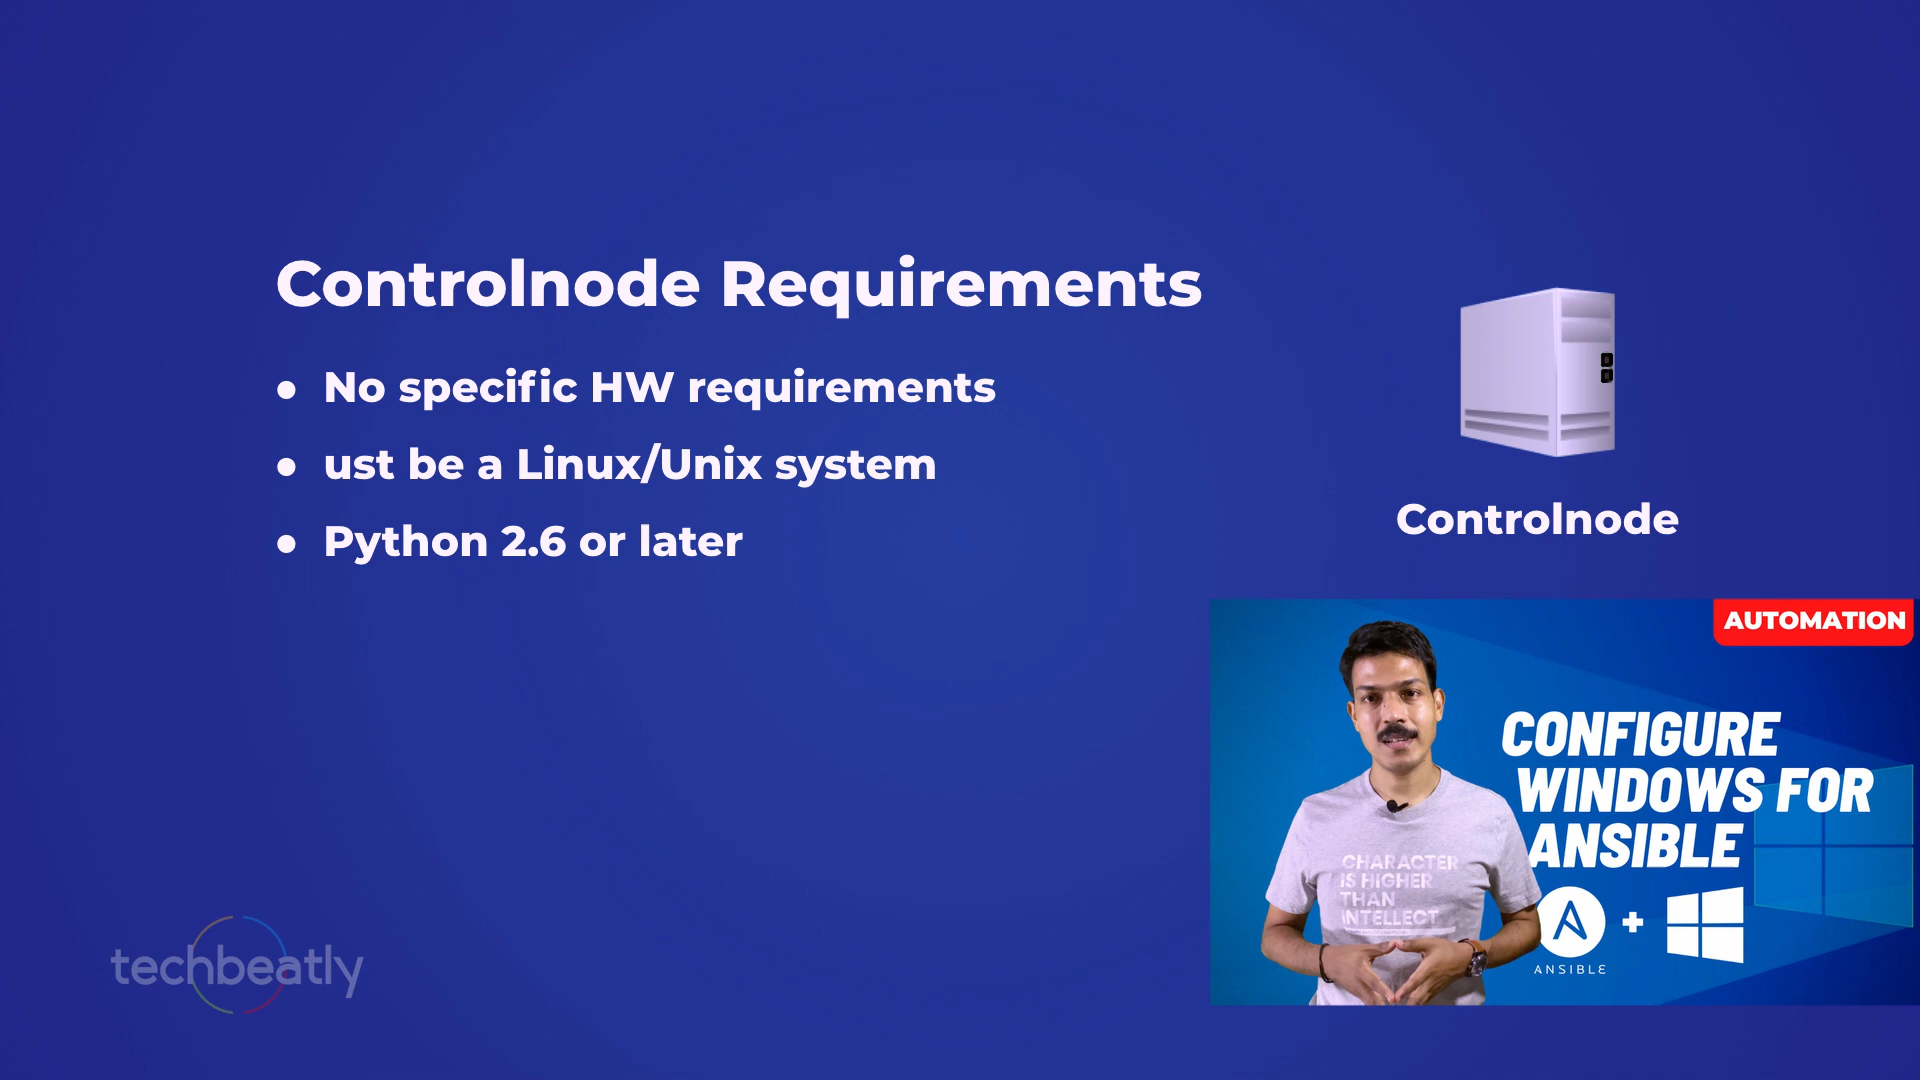 Controlnode Requirements
● No specific HW requirements
● ust be a Linux/Unix system
● Python 2.6 or later
Controlnode
AUTOMATION
CONFIGURE
WINDOWS FOR
ANSIBLE
CHARACTER
IS HIGHER
THAN
INTELLECT
+
ANSIBLE
techbeatly